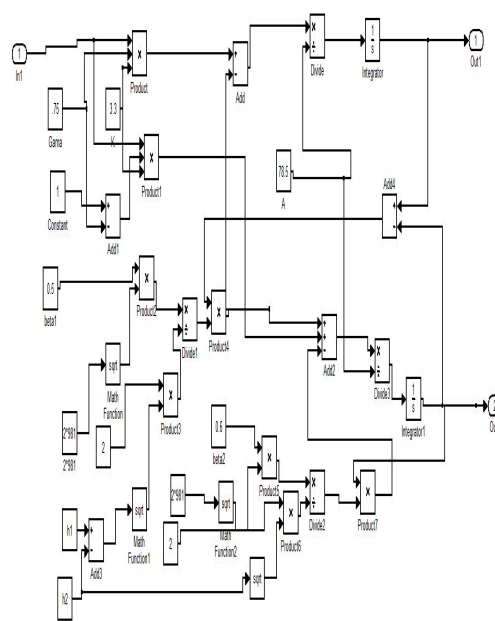 1
In1
×
Product
+
-
Add
×
÷
Divide
1
s
Integrator
1
Out1
.75
Gama
3.3
K
×
Product1
78.5
A
Add4
+
-
1
Constant
+
-
Add1
0.5
beta1
×
Product2
×
÷
Divide1
×
Product4
+
+
-
Add2
×
÷
Divide3
1
s
Integrator1
2
Ou
sqrt
Math
Function
×
Product3
2*981
2*981
2
0.6
beta2
×
Product5
2*981
sqrt
Math
Function2
×
Product6
×
÷
Divide2
×
Product7
h1
+
-
Add3
sqrt
Math
Function1
2
h2
sqrt